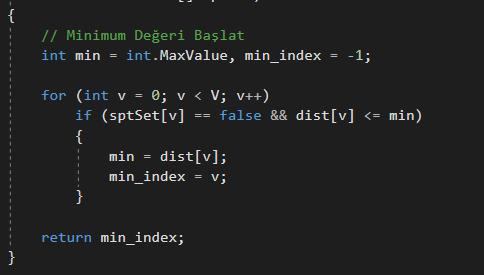 {
// Minimum Değeri Başlat
int min = int.MaxValue, min_index = -1;
for (int v = 0; v < V; v++)
if (sptSet[v] == false && dist[v] <= min)
{
min = dist[v];
min_index = v;
}
return min_index;
}